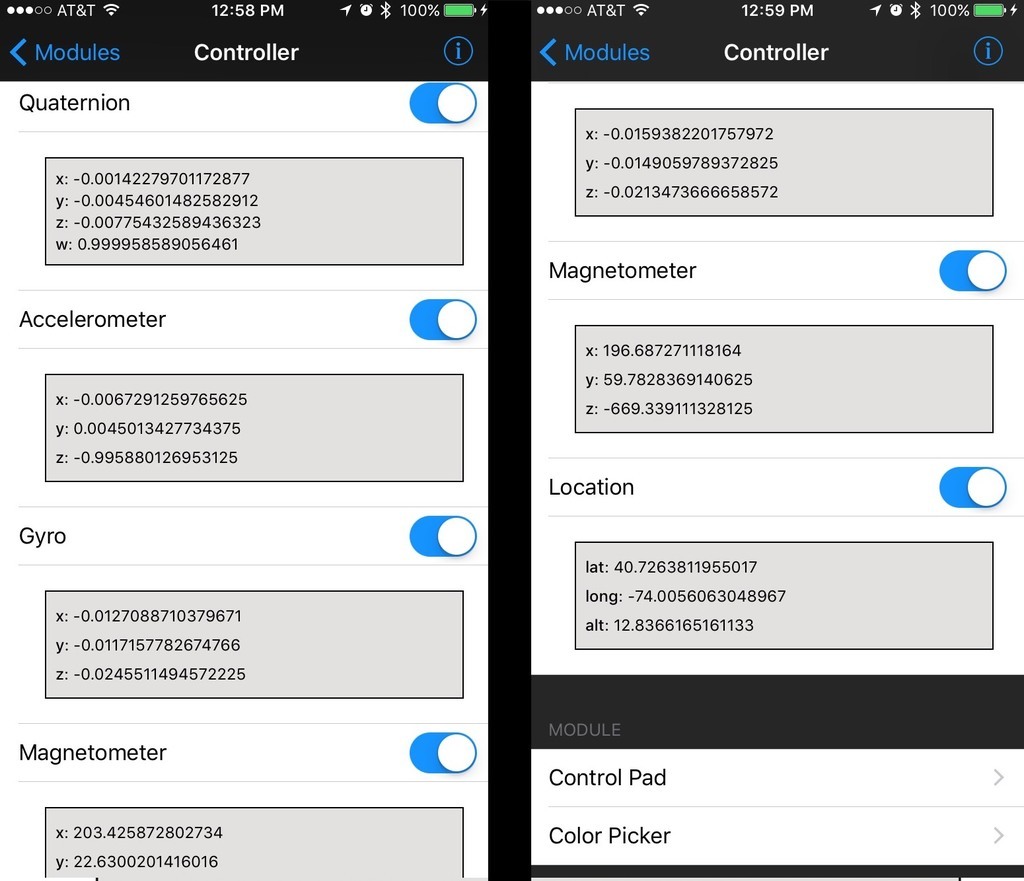 AT&T 12:58 PM 100%
Modules Controller i
Quaternion
x: -0.00142279701172877
y: -0.00454601482582912
z: -0.00775432589436323
w: 0.999958589056461
Accelerometer
x: -0.0067291259765625
y: 0.0045013427734375
z: -0.995880126953125
Gyro
x: -0.0127088710379671
y: -0.0117157782674766
z: -0.0245511494572225
Magnetometer
x: 203.425872802734
y: 22.6300201416016
AT&T 12:59 PM 100%
Modules Controller i
x: -0.0159382201757972
y: -0.0149059789372825
z: -0.0213473666658572
Magnetometer
x: 196.687271118164
y: 59.7828369140625
z: -669.339111328125
Location
lat: 40.7263811955017
long: -74.0056063048967
alt: 12.8366165161133
MODULE
Control Pad
Color Picker